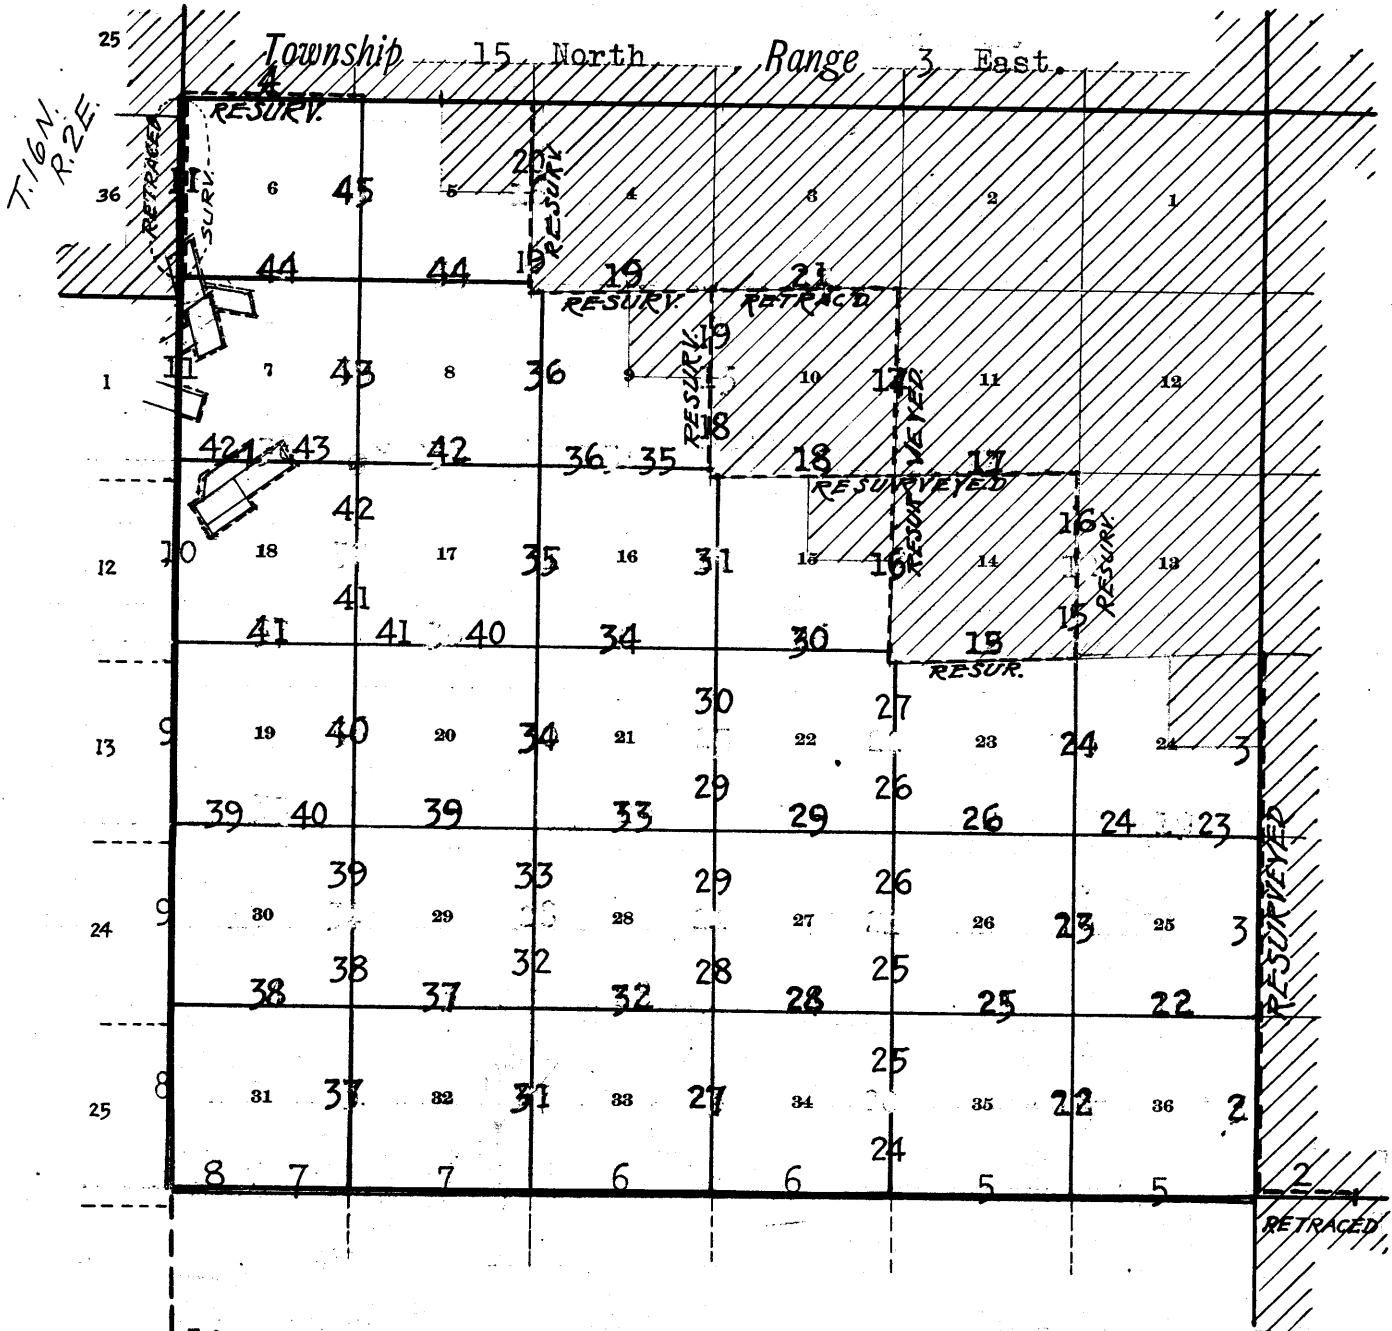 25
Township 15 North, Range 3 East.
4
RESURV.
T.16N.
R.2E.
RETRACED
SURV.
36 11 6 45 5 20 RESURV. 4 3 2 1
44 44 19 19 21
RESURV. RETRAC'D
RESURV. 19
1 11 7 43 8 36 9 10 17 11 12
18
42 43 42 36 35 18 17
RESURVEYED
RESURVEYED
42 16 RESURV.
12 10 18 17 35 16 31 15 16 14 13
41 15
41 41 40 34 30 15
RESUR.
30 27
13 9 19 40 20 34 21 22 23 24 24 3
29 26
39 40 39 33 29 26 24 23
RESURVEYED
39 33 29 26
24 9 30 29 28 27 26 23 25 3
38 32 28 25
38 37 32 28 25 22
25
25 8 31 37 32 31 33 27 34 35 22 36 2
24
8 7 7 6 6 5 5 2
RETRACED